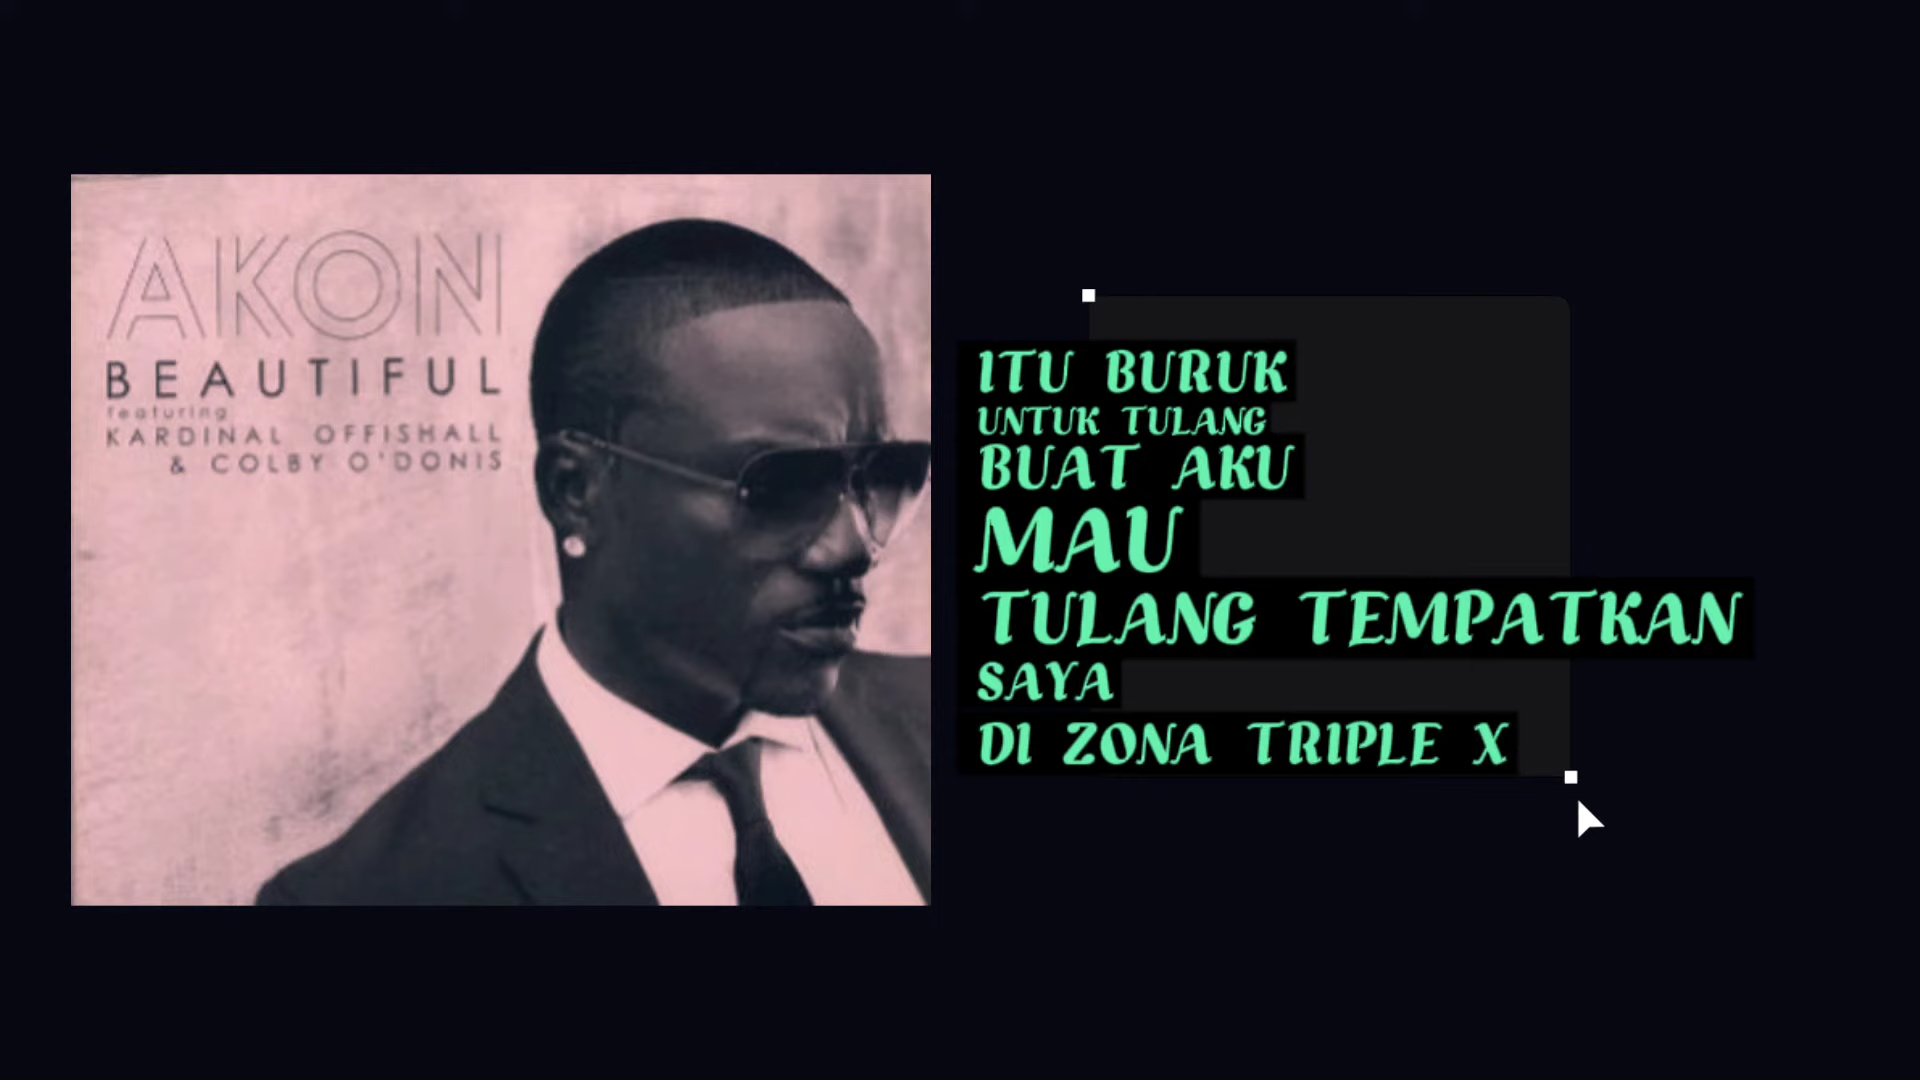 AKON
BEAUTIFUL
featuring
KARDINAL OFFISHALL
& COLBY O'DONIS
ITU BURUK
UNTUK TULANG
BUAT AKU
MAU
TULANG TEMPATKAN
SAYA
DI ZONA TRIPLE X